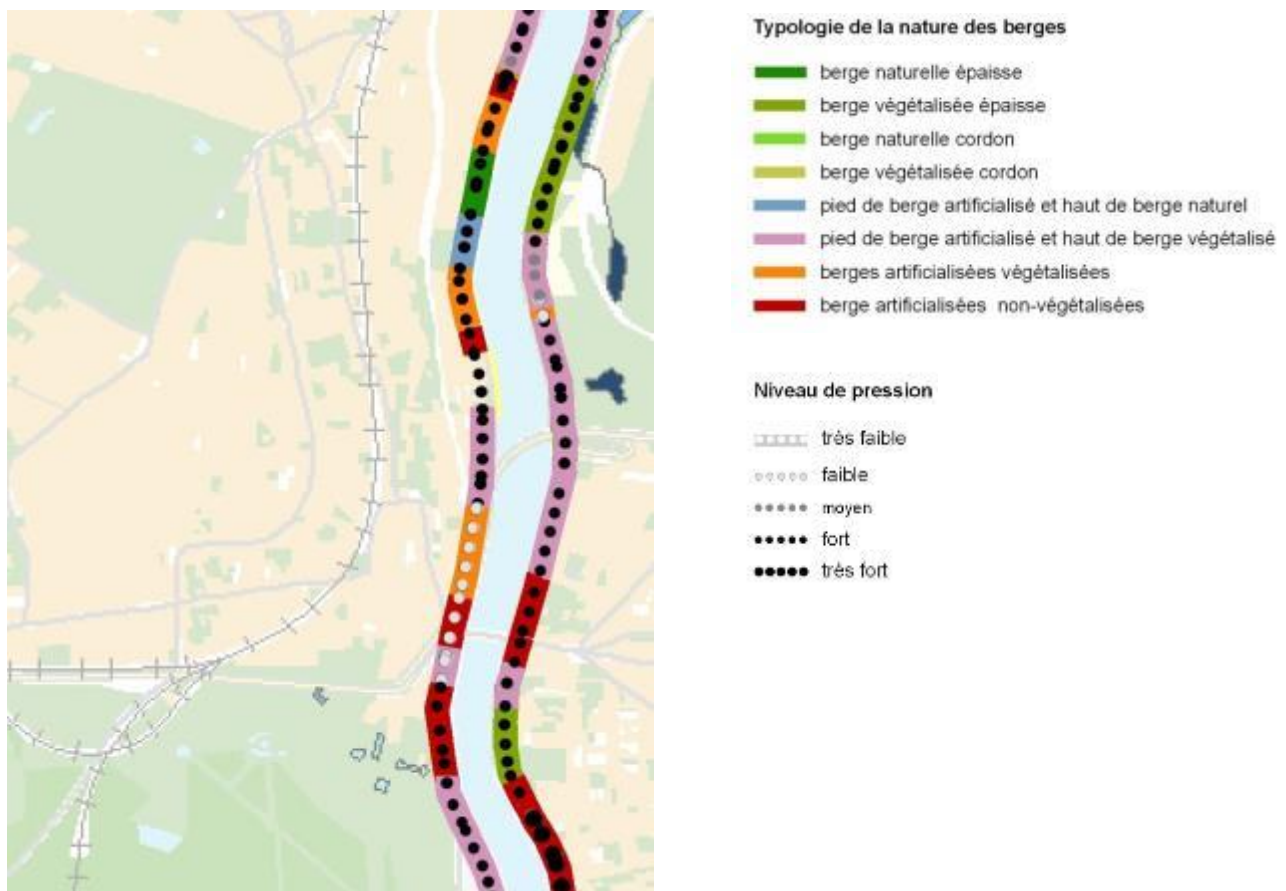 Typologie de la nature des berges
berge naturelle épaisse
berge végétalisée épaisse
berge naturelle cordon
berge végétalisée cordon
pied de berge artificialisé et haut de berge naturel
pied de berge artificialisé et haut de berge végétalisé
berges artificialisées végétalisées
berge artificialisées non-végétalisées
Niveau de pression
très faible
faible
moyen
fort
très fort